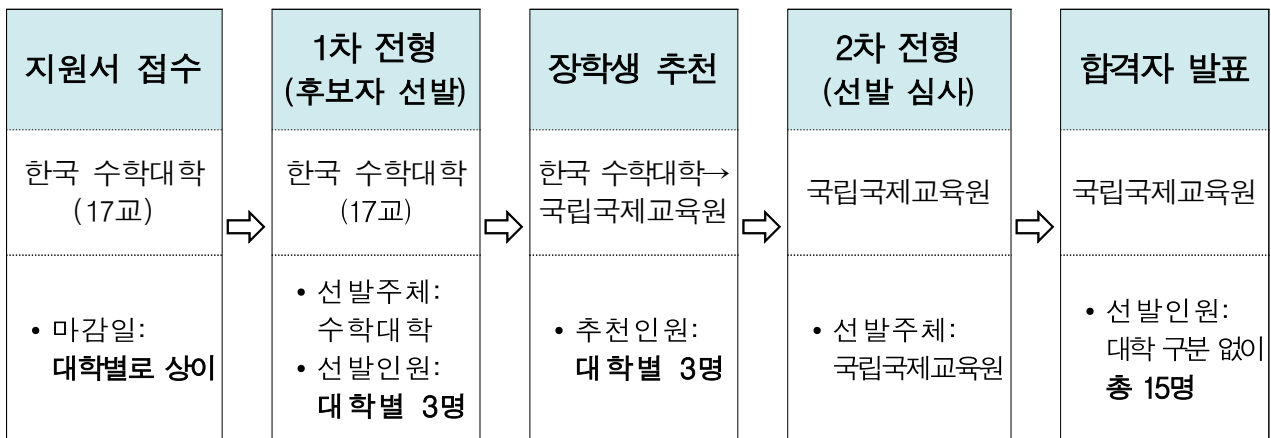 지원서 접수
한국 수학대학
(17교)
• 마감일:
대학별로 상이
⇨
1차 전형
(후보자 선발)
한국 수학대학
(17교)
• 선발주체:
수학대학
• 선발인원:
대학별 3명
⇨
장학생 추천
한국 수학대학→
국립국제교육원
• 추천인원:
대학별 3명
⇨
2차 전형
(선발 심사)
국립국제교육원
• 선발주체:
국립국제교육원
⇨
합격자 발표
국립국제교육원
• 선발인원:
대학 구분 없이
총 15명